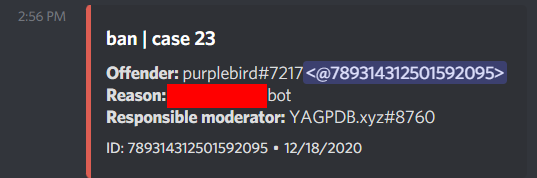 2:56 PM
ban | case 23
Offender: purplebird#7217 <@789314312501592095>
Reason: bot
Responsible moderator: YAGPDB.xyz#8760
ID: 789314312501592095 • 12/18/2020